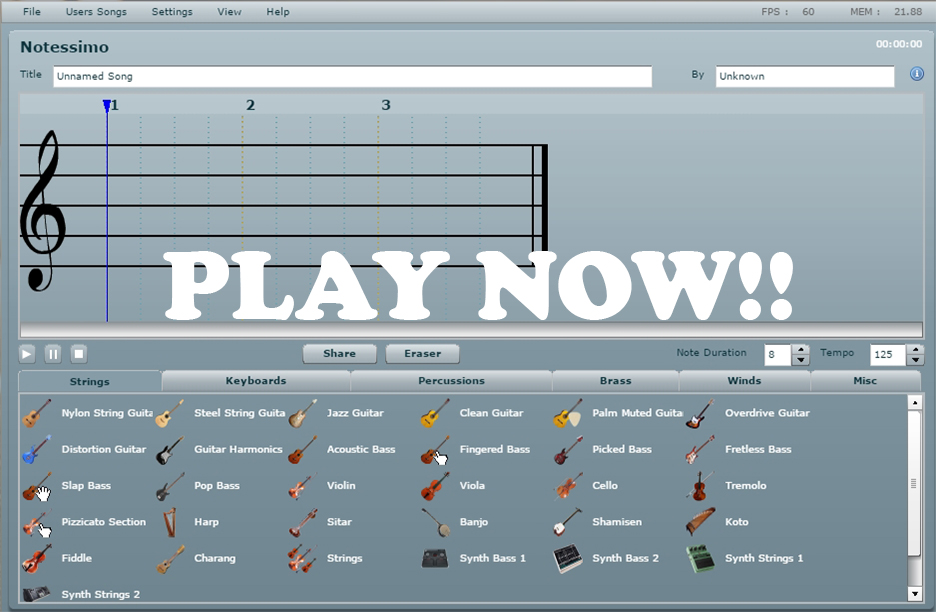 File Users Songs Settings View Help FPS : 60 MEM : 21.88
Notessimo 00:00:00
Title Unnamed Song By Unknown
1 2 3
PLAY NOW!!
Share Eraser Note Duration 8 Tempo 125
Strings Keyboards Percussions Brass Winds Misc
Nylon String Guita Steel String Guita Jazz Guitar Clean Guitar Palm Muted Guita Overdrive Guitar
Distortion Guitar Guitar Harmonics Acoustic Bass Fingered Bass Picked Bass Fretless Bass
Slap Bass Pop Bass Violin Viola Cello Tremolo
Pizzicato Section Harp Sitar Banjo Shamisen Koto
Fiddle Charang Strings Synth Bass 1 Synth Bass 2 Synth Strings 1
Synth Strings 2